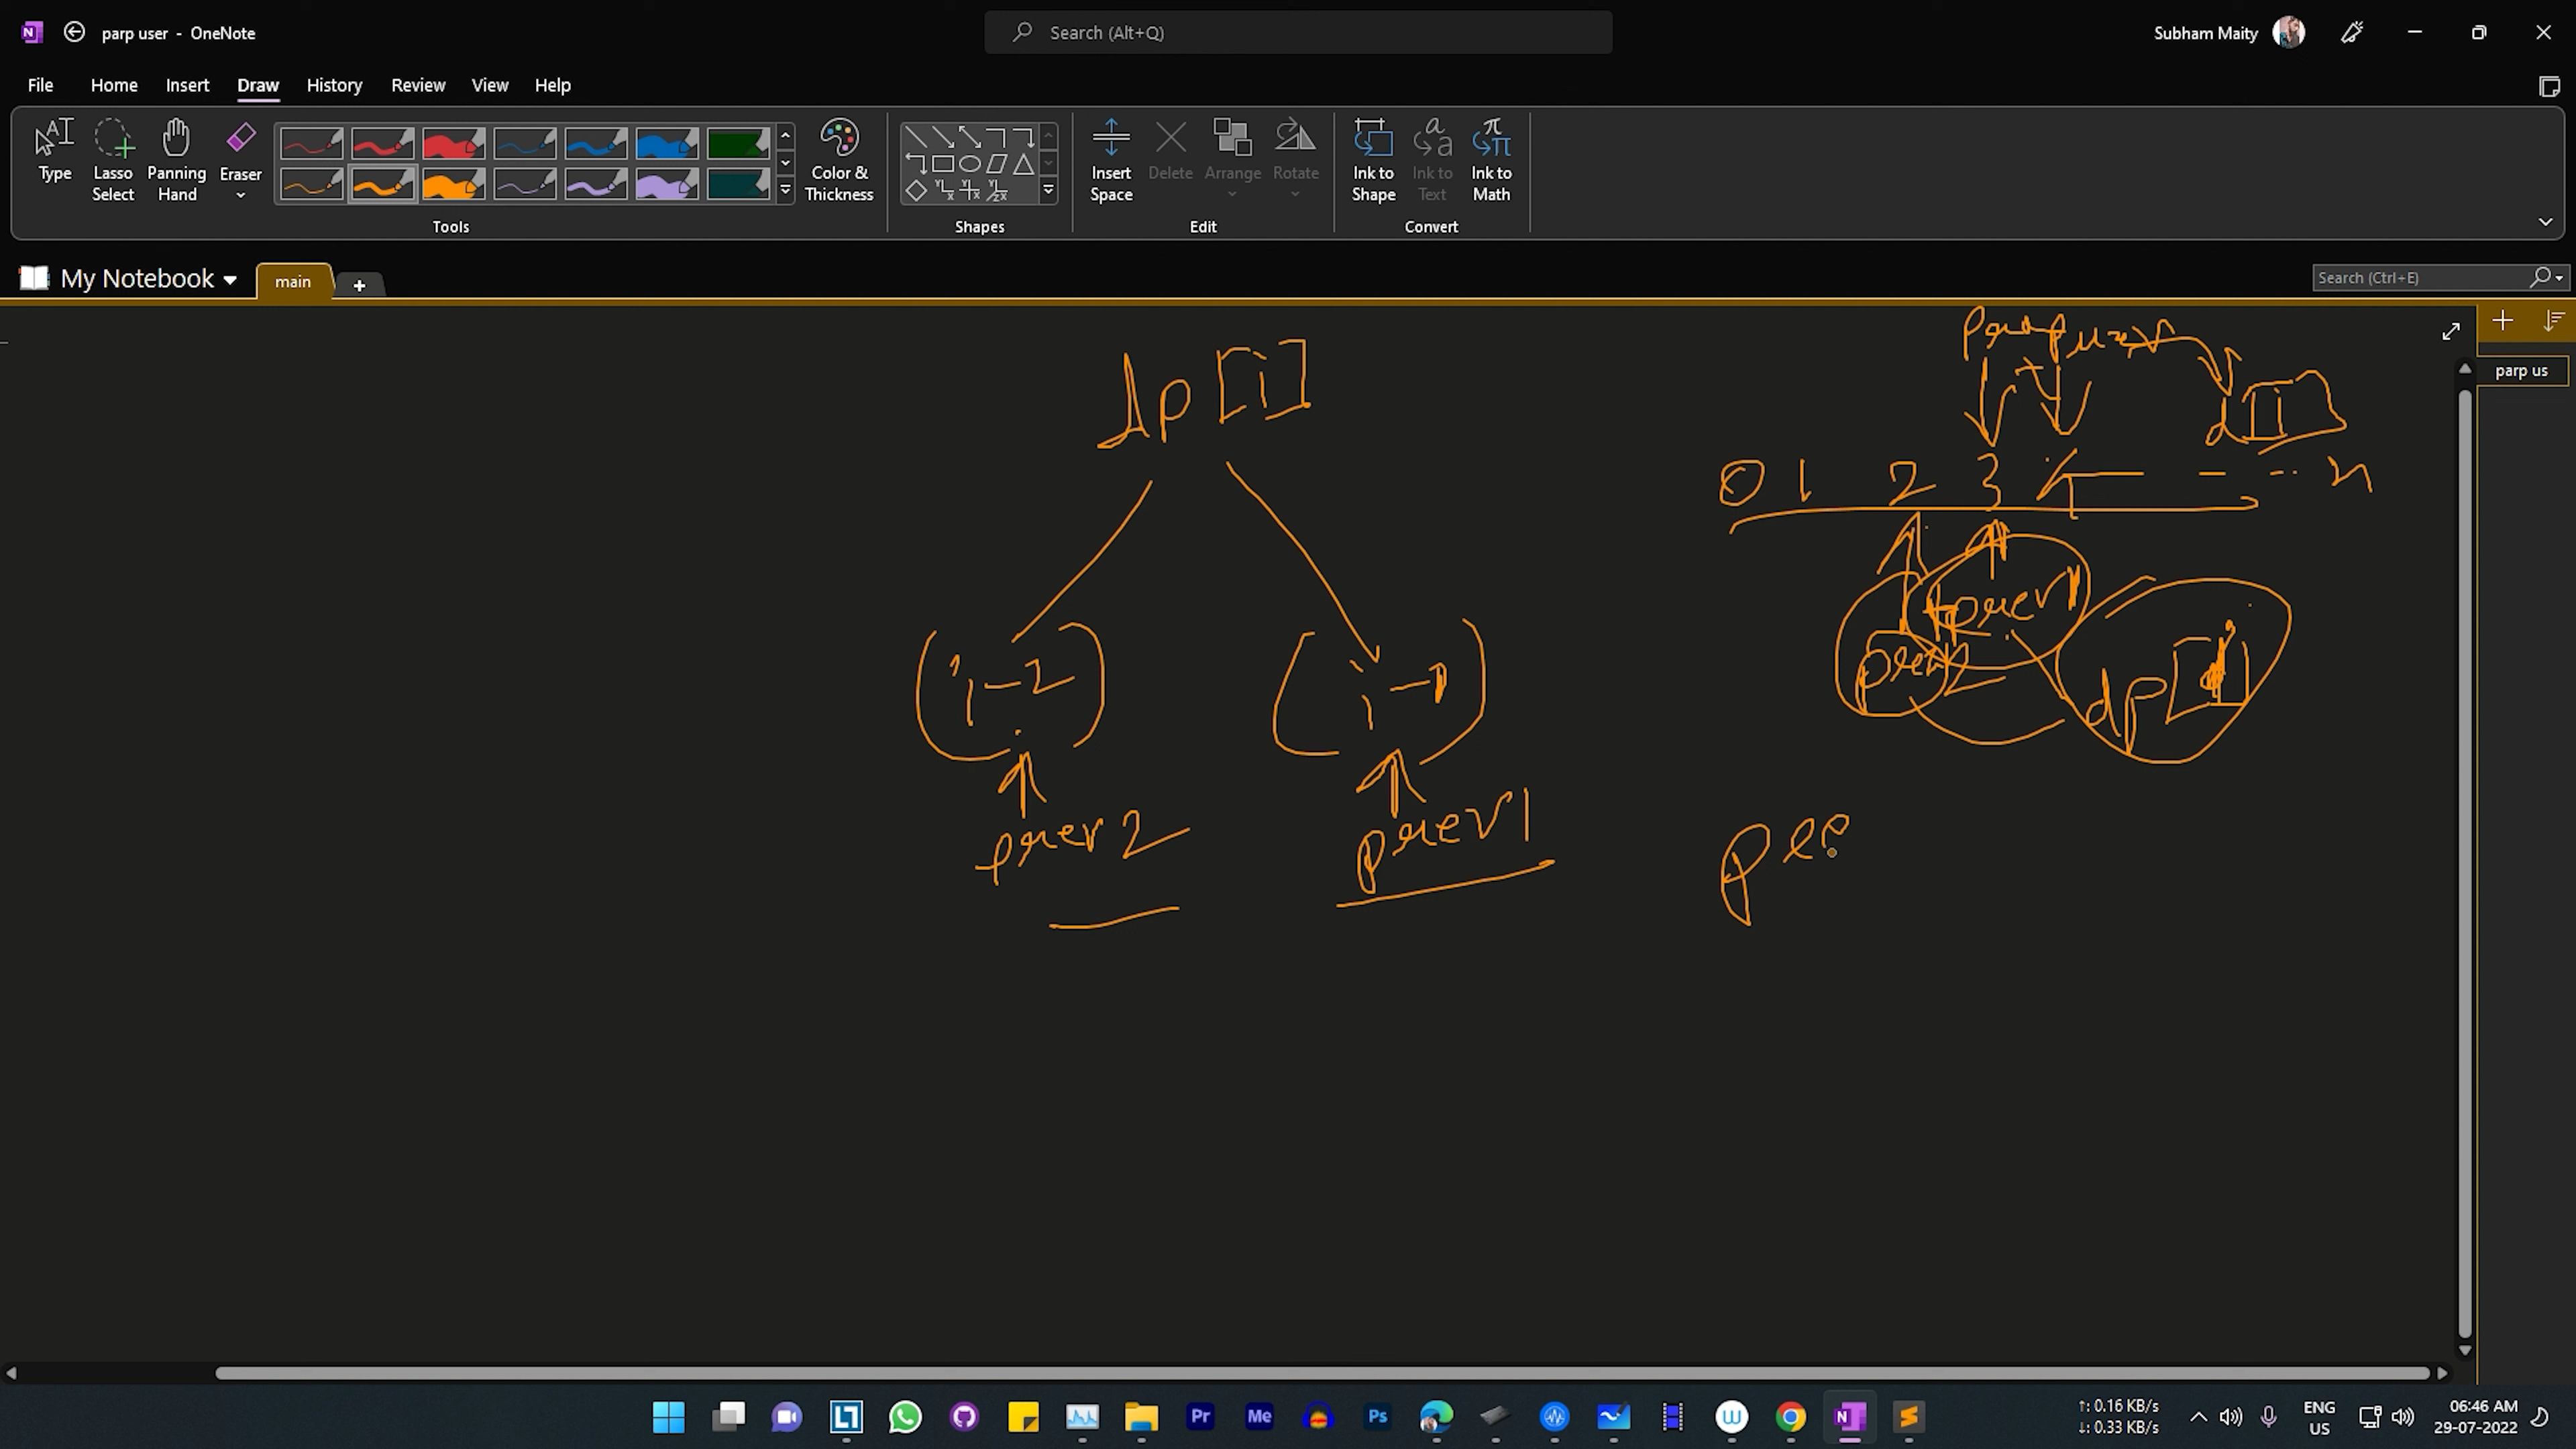 parp user - OneNote
Search (Alt+Q)
Subham Maity
File Home Insert Draw History Review View Help
Type
Lasso Select
Panning Hand
Eraser
Color & Thickness
Insert Space
Delete
Arrange
Rotate
Ink to Shape
Ink to Text
Ink to Math
Tools
Shapes
Edit
Convert
My Notebook
main
Search (Ctrl+E)
parp us
dp[i]
0 1 2 3 - - -- n
prev1
dp[i]
(i-2) (i-1)
prev 2 prev1
↑: 0.16 KB/s
↓: 0.33 KB/s
ENG
US
06:46 AM
29-07-2022